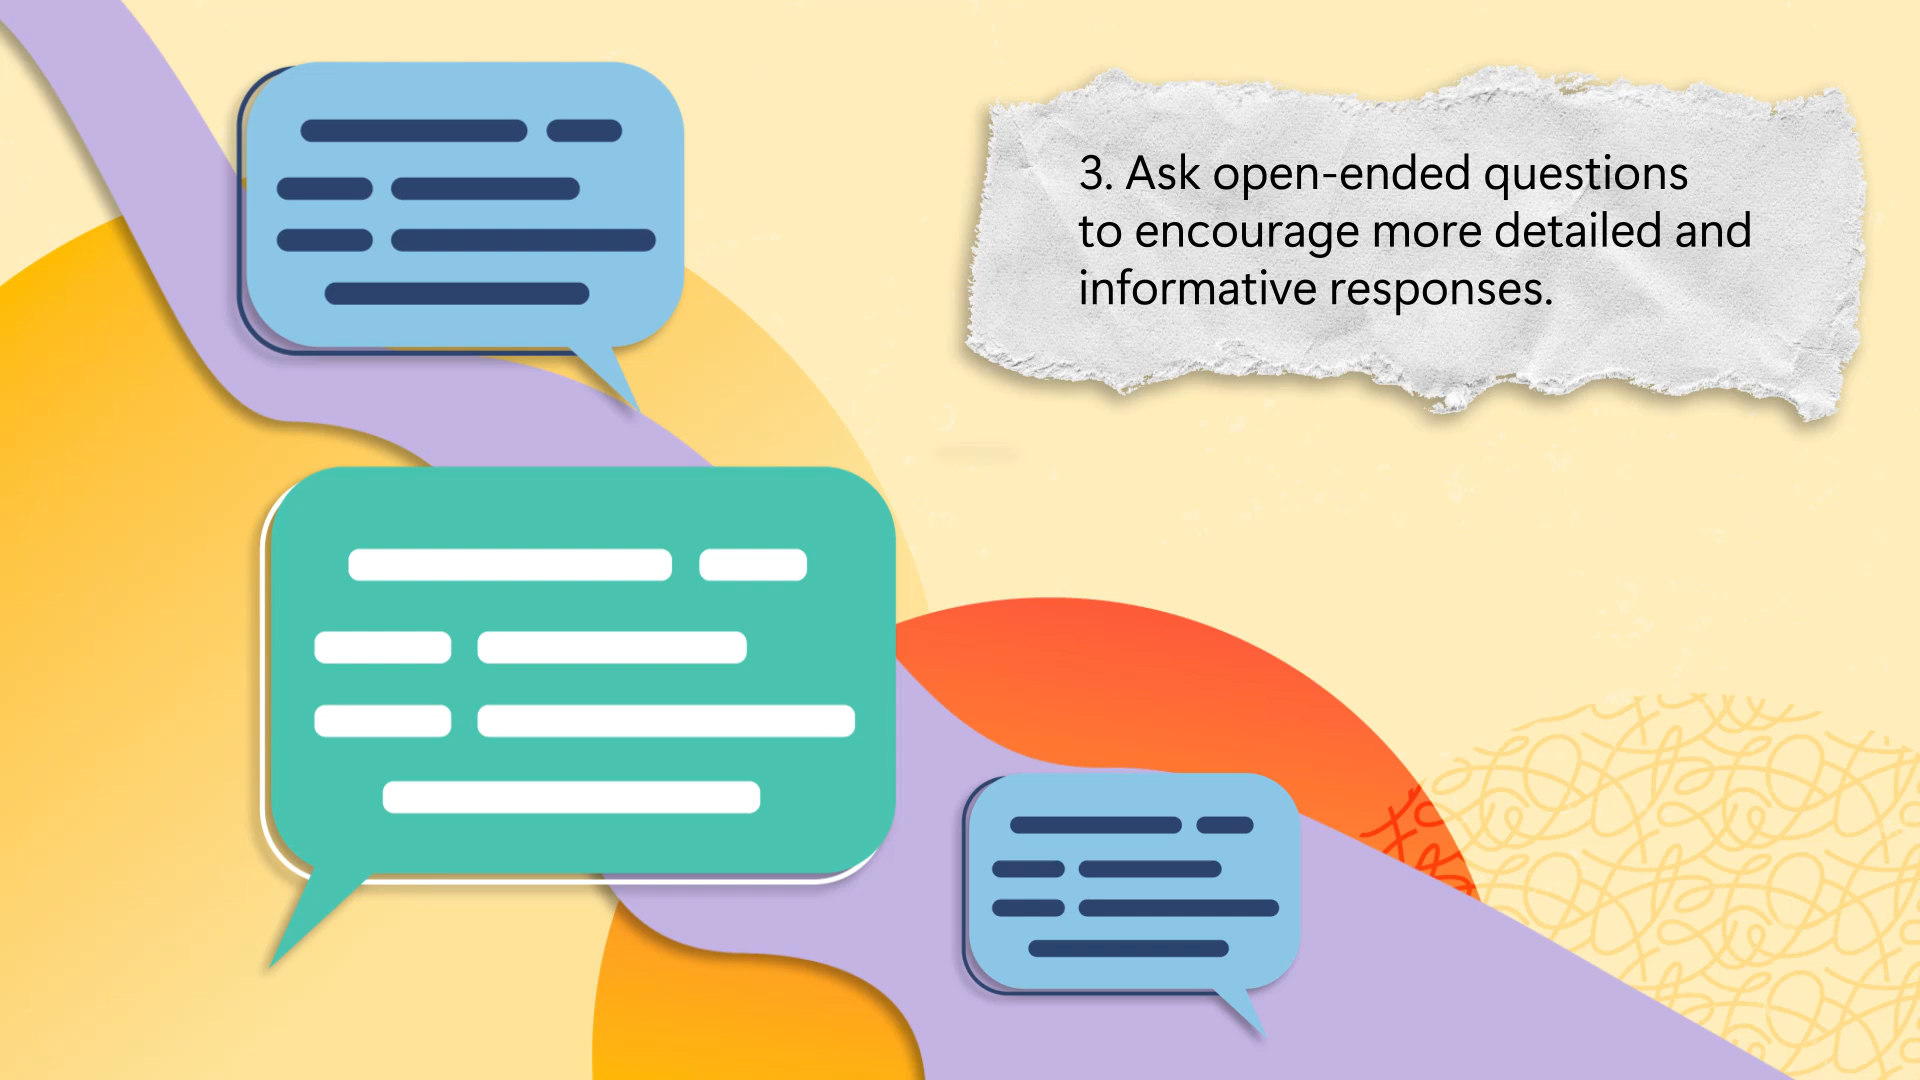 3. Ask open-ended questions
to encourage more detailed and
informative responses.